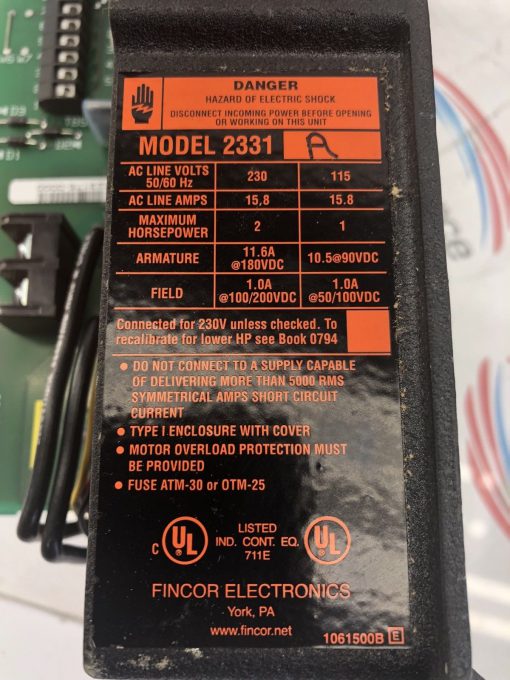 DANGER
HAZARD OF ELECTRIC SHOCK
DISCONNECT INCOMING POWER BEFORE OPENING
OR WORKING ON THIS UNIT
MODEL 2331 A
AC LINE VOLTS 50/60 Hz 230 115
AC LINE AMPS 15.8 15.8
MAXIMUM HORSEPOWER 2 1
ARMATURE 11.6A @180VDC 10.5@90VDC
FIELD 1.0A @100/200VDC 1.0A @50/100VDC
Connected for 230V unless checked. To
recalibrate for lower HP see Book 0794
• DO NOT CONNECT TO A SUPPLY CAPABLE
OF DELIVERING MORE THAN 5000 RMS
SYMMETRICAL AMPS SHORT CIRCUIT
CURRENT
• TYPE I ENCLOSURE WITH COVER
• MOTOR OVERLOAD PROTECTION MUST
BE PROVIDED
• FUSE ATM-30 or OTM-25
C UL ® LISTED IND. CONT. EQ. 711E UL ®
FINCOR ELECTRONICS
York, PA
www.fincor.net
1061500B E